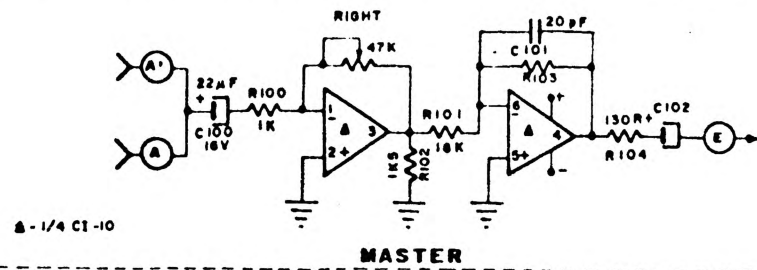 RIGHT
47K
20pF
C101
R103
A'
22µF
+
R100
1K
C100
16V
A
1
-
2+
Δ
3
R101
18K
1K5
R102
6
-
5+
Δ
4
+
-
130R
+
C102
R104
E
Δ - 1/4 CI-10
MASTER